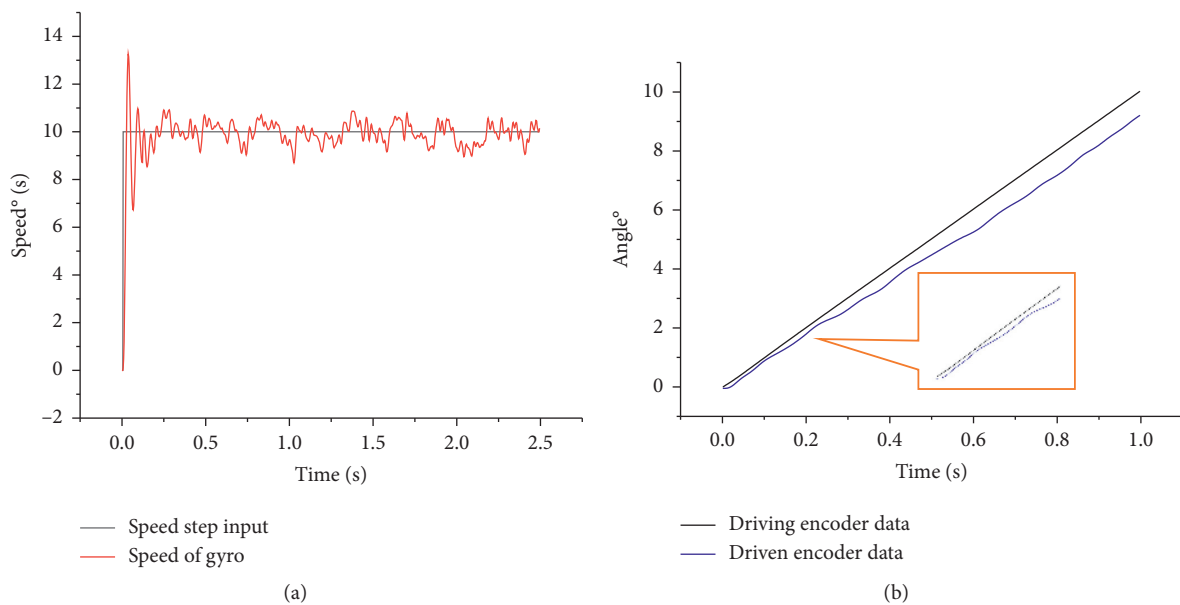 14
12
10
8
6
4
2
0
−2
Speed° (s)
0.0 0.5 1.0 1.5 2.0 2.5
Time (s)
Speed step input
Speed of gyro
(a)
10
8
6
4
2
0
Angle°
0.0 0.2 0.4 0.6 0.8 1.0
Time (s)
Driving encoder data
Driven encoder data
(b)